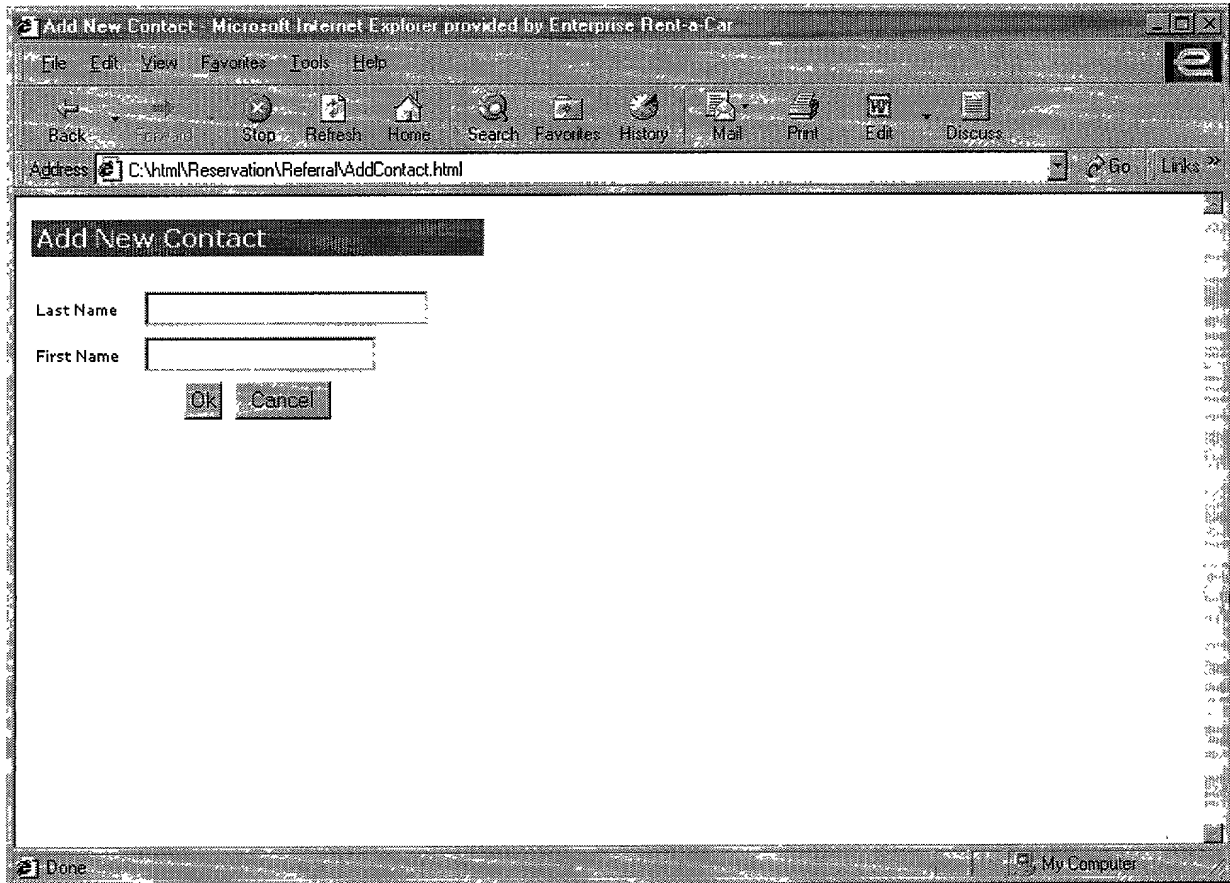 Add New Contact - Microsoft Internet Explorer provided by Enterprise Rent-a-Car
File Edit View Favorites Tools Help
Back Forward Stop Refresh Home Search Favorites History Mail Print Edit Discuss
Address C:\html\Reservation\Referral\AddContact.html Go Links »
Add New Contact
Last Name
First Name
Ok Cancel
Done My Computer